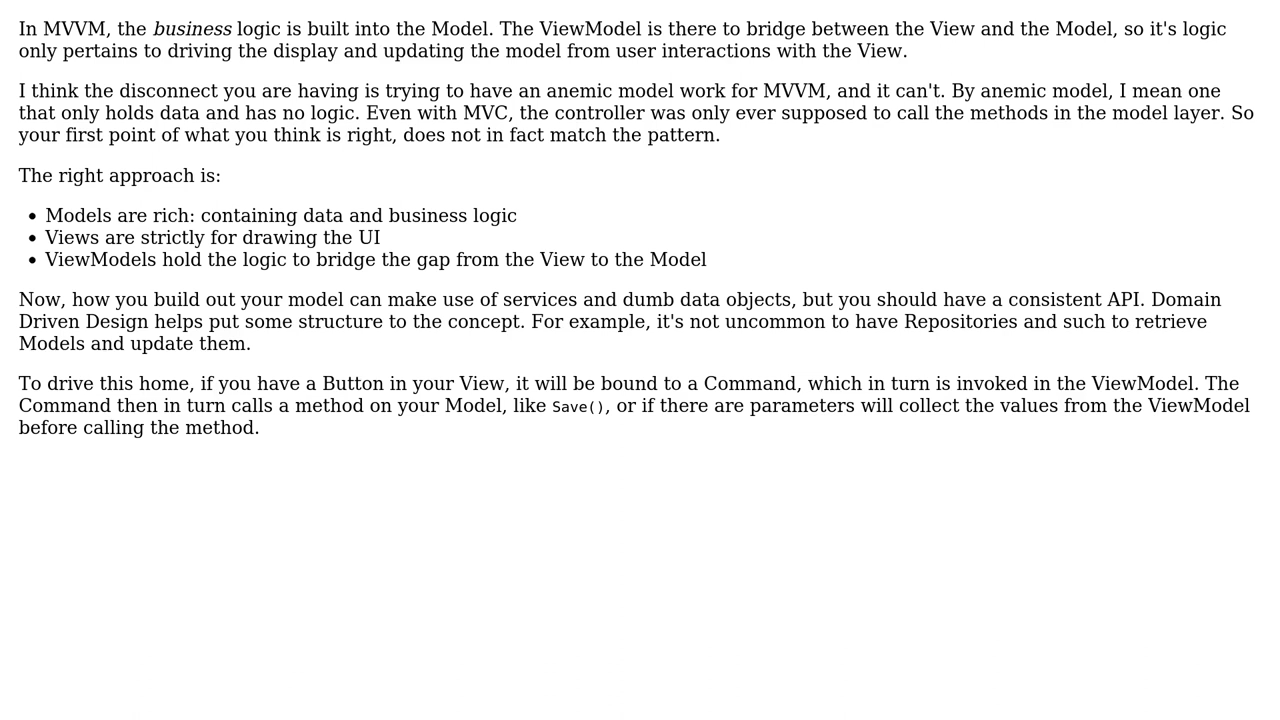 In MVVM, the business logic is built into the Model. The ViewModel is there to bridge between the View and the Model, so it's logic
only pertains to driving the display and updating the model from user interactions with the View.
I think the disconnect you are having is trying to have an anemic model work for MVVM, and it can't. By anemic model, I mean one
that only holds data and has no logic. Even with MVC, the controller was only ever supposed to call the methods in the model layer. So
your first point of what you think is right, does not in fact match the pattern.
The right approach is:
• Models are rich: containing data and business logic
• Views are strictly for drawing the UI
• ViewModels hold the logic to bridge the gap from the View to the Model
Now, how you build out your model can make use of services and dumb data objects, but you should have a consistent API. Domain
Driven Design helps put some structure to the concept. For example, it's not uncommon to have Repositories and such to retrieve
Models and update them.
To drive this home, if you have a Button in your View, it will be bound to a Command, which in turn is invoked in the ViewModel. The
Command then in turn calls a method on your Model, like Save(), or if there are parameters will collect the values from the ViewModel
before calling the method.